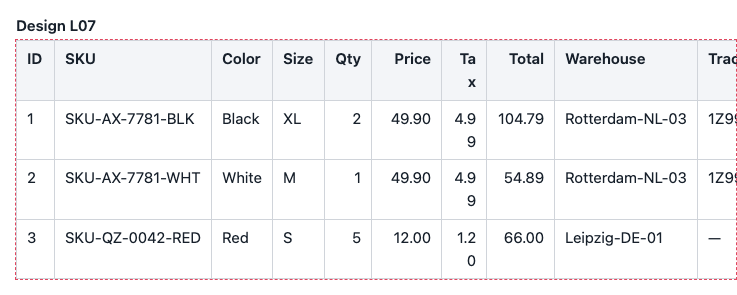 Design L07
ID SKU Color Size Qty Price Ta Total Warehouse Trac
x
1 SKU-AX-7781-BLK Black XL 2 49.90 4.9 104.79 Rotterdam-NL-03 1Z9
9
2 SKU-AX-7781-WHT White M 1 49.90 4.9 54.89 Rotterdam-NL-03 1Z9
9
3 SKU-QZ-0042-RED Red S 5 12.00 1.2 66.00 Leipzig-DE-01 —
0